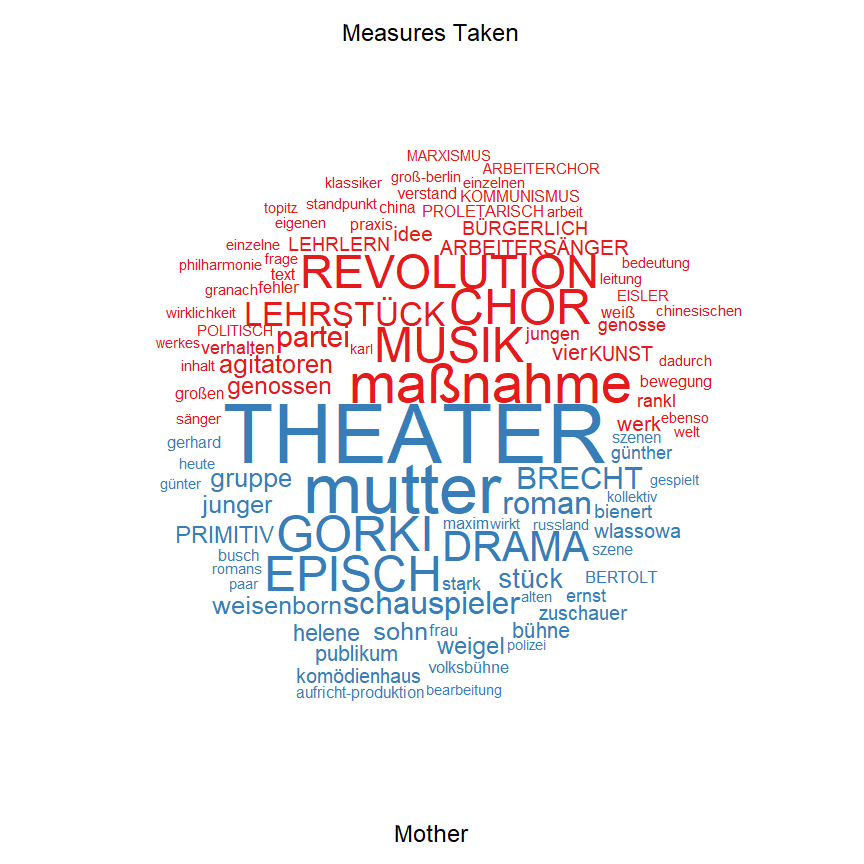 Measures Taken
MARXISMUS
ARBEITERCHOR
klassiker groß-berlin einzelnen
verstand KOMMUNISMUS
topitz standpunkt china PROLETARISCH arbeit
eigenen praxis idee BÜRGERLICH
einzelne LEHRLERN ARBEITERSÄNGER
philharmonie frage REVOLUTION bedeutung
text leitung
granach fehler EISLER
wirklichkeit LEHRSTÜCK CHOR weiß chinesischen
POLITISCH partei MUSIK jungen genosse
werkes verhalten karl vier KUNST dadurch
inhalt agitatoren
großen genossen maßnahme bewegung
rankl
sänger werk ebenso
welt
gerhard THEATER szenen
günther
heute
günter gruppe mutter BRECHT gespielt
junger roman kollektiv
bienert
PRIMITIV GORKI maxim wirkt russland wlassowa
busch DRAMA szene
romans
paar EPISCH stark stück BERTOLT
weisenborn schauspieler alten ernst
zuschauer
helene sohn frau bühne
publikum weigel polizei
komödienhaus volksbühne
aufricht-produktion bearbeitung
Mother